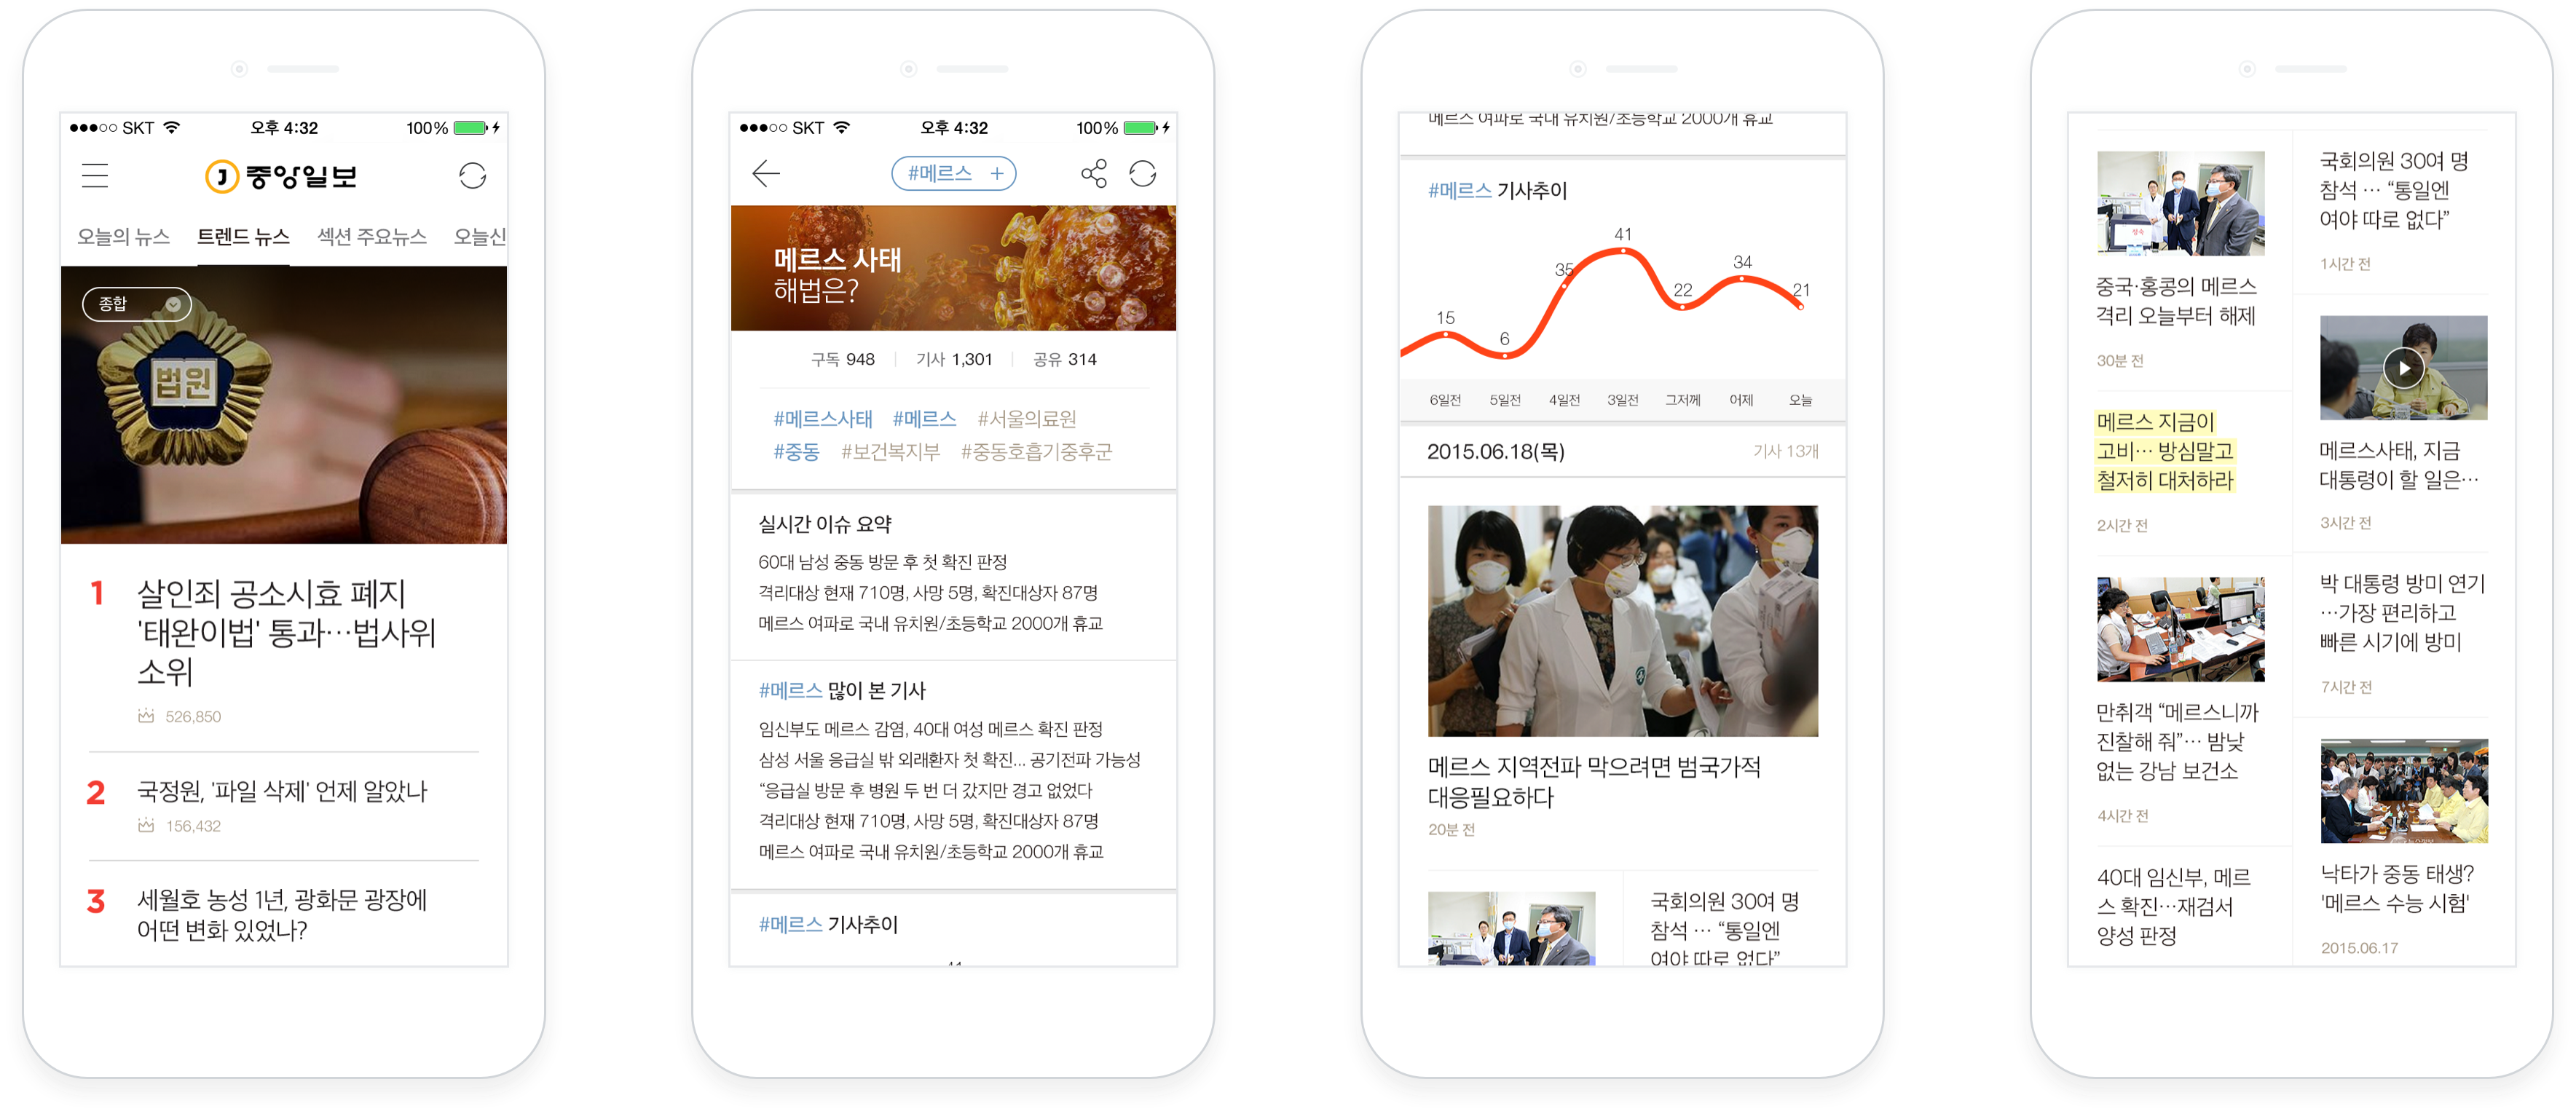 SKT 오후 4:32 100%
중앙일보
오늘의 뉴스 트렌드 뉴스 섹션 주요뉴스 오늘신
종합
법원
1 살인죄 공소시효 폐지
'태완이법' 통과…법사위
소위
526,850
2 국정원, '파일 삭제' 언제 알았나
156,432
3 세월호 농성 1년, 광화문 광장에
어떤 변화 있었나?
SKT 오후 4:32 100%
#메르스 +
메르스 사태
해법은?
구독 948 기사 1,301 공유 314
#메르스사태 #메르스 #서울의료원
#중동 #보건복지부 #중동호흡기중후군
실시간 이슈 요약
60대 남성 중동 방문 후 첫 확진 판정
격리대상 현재 710명, 사망 5명, 확진대상자 87명
메르스 여파로 국내 유치원/초등학교 2000개 휴교
#메르스 많이 본 기사
임신부도 메르스 감염, 40대 여성 메르스 확진 판정
삼성 서울 응급실 밖 외래환자 첫 확진... 공기전파 가능성
“응급실 방문 후 병원 두 번 더 갔지만 경고 없었다
격리대상 현재 710명, 사망 5명, 확진대상자 87명
메르스 여파로 국내 유치원/초등학교 2000개 휴교
#메르스 기사추이
41
메르스 여파로 국내 유치원/초등학교 2000개 휴교
#메르스 기사추이
15 6 35 41 22 34 21
6일전 5일전 4일전 3일전 그저께 어제 오늘
2015.06.18(목) 기사 13개
메르스 지역전파 막으려면 범국가적
대응필요하다
20분 전
국회의원 30여 명
참석 … “통일엔
여야 따로 없다”
중국·홍콩의 메르스
격리 오늘부터 해제
30분 전
메르스 지금이
고비… 방심말고
철저히 대처하라
2시간 전
만취객 “메르스니까
진찰해 줘”… 밤낮
없는 강남 보건소
4시간 전
40대 임신부, 메르
스 확진…재검서
양성 판정
국회의원 30여 명
참석 … “통일엔
여야 따로 없다”
1시간 전
메르스사태, 지금
대통령이 할 일은…
3시간 전
박 대통령 방미 연기
…가장 편리하고
빠른 시기에 방미
7시간 전
낙타가 중동 태생?
'메르스 수능 시험'
2015.06.17